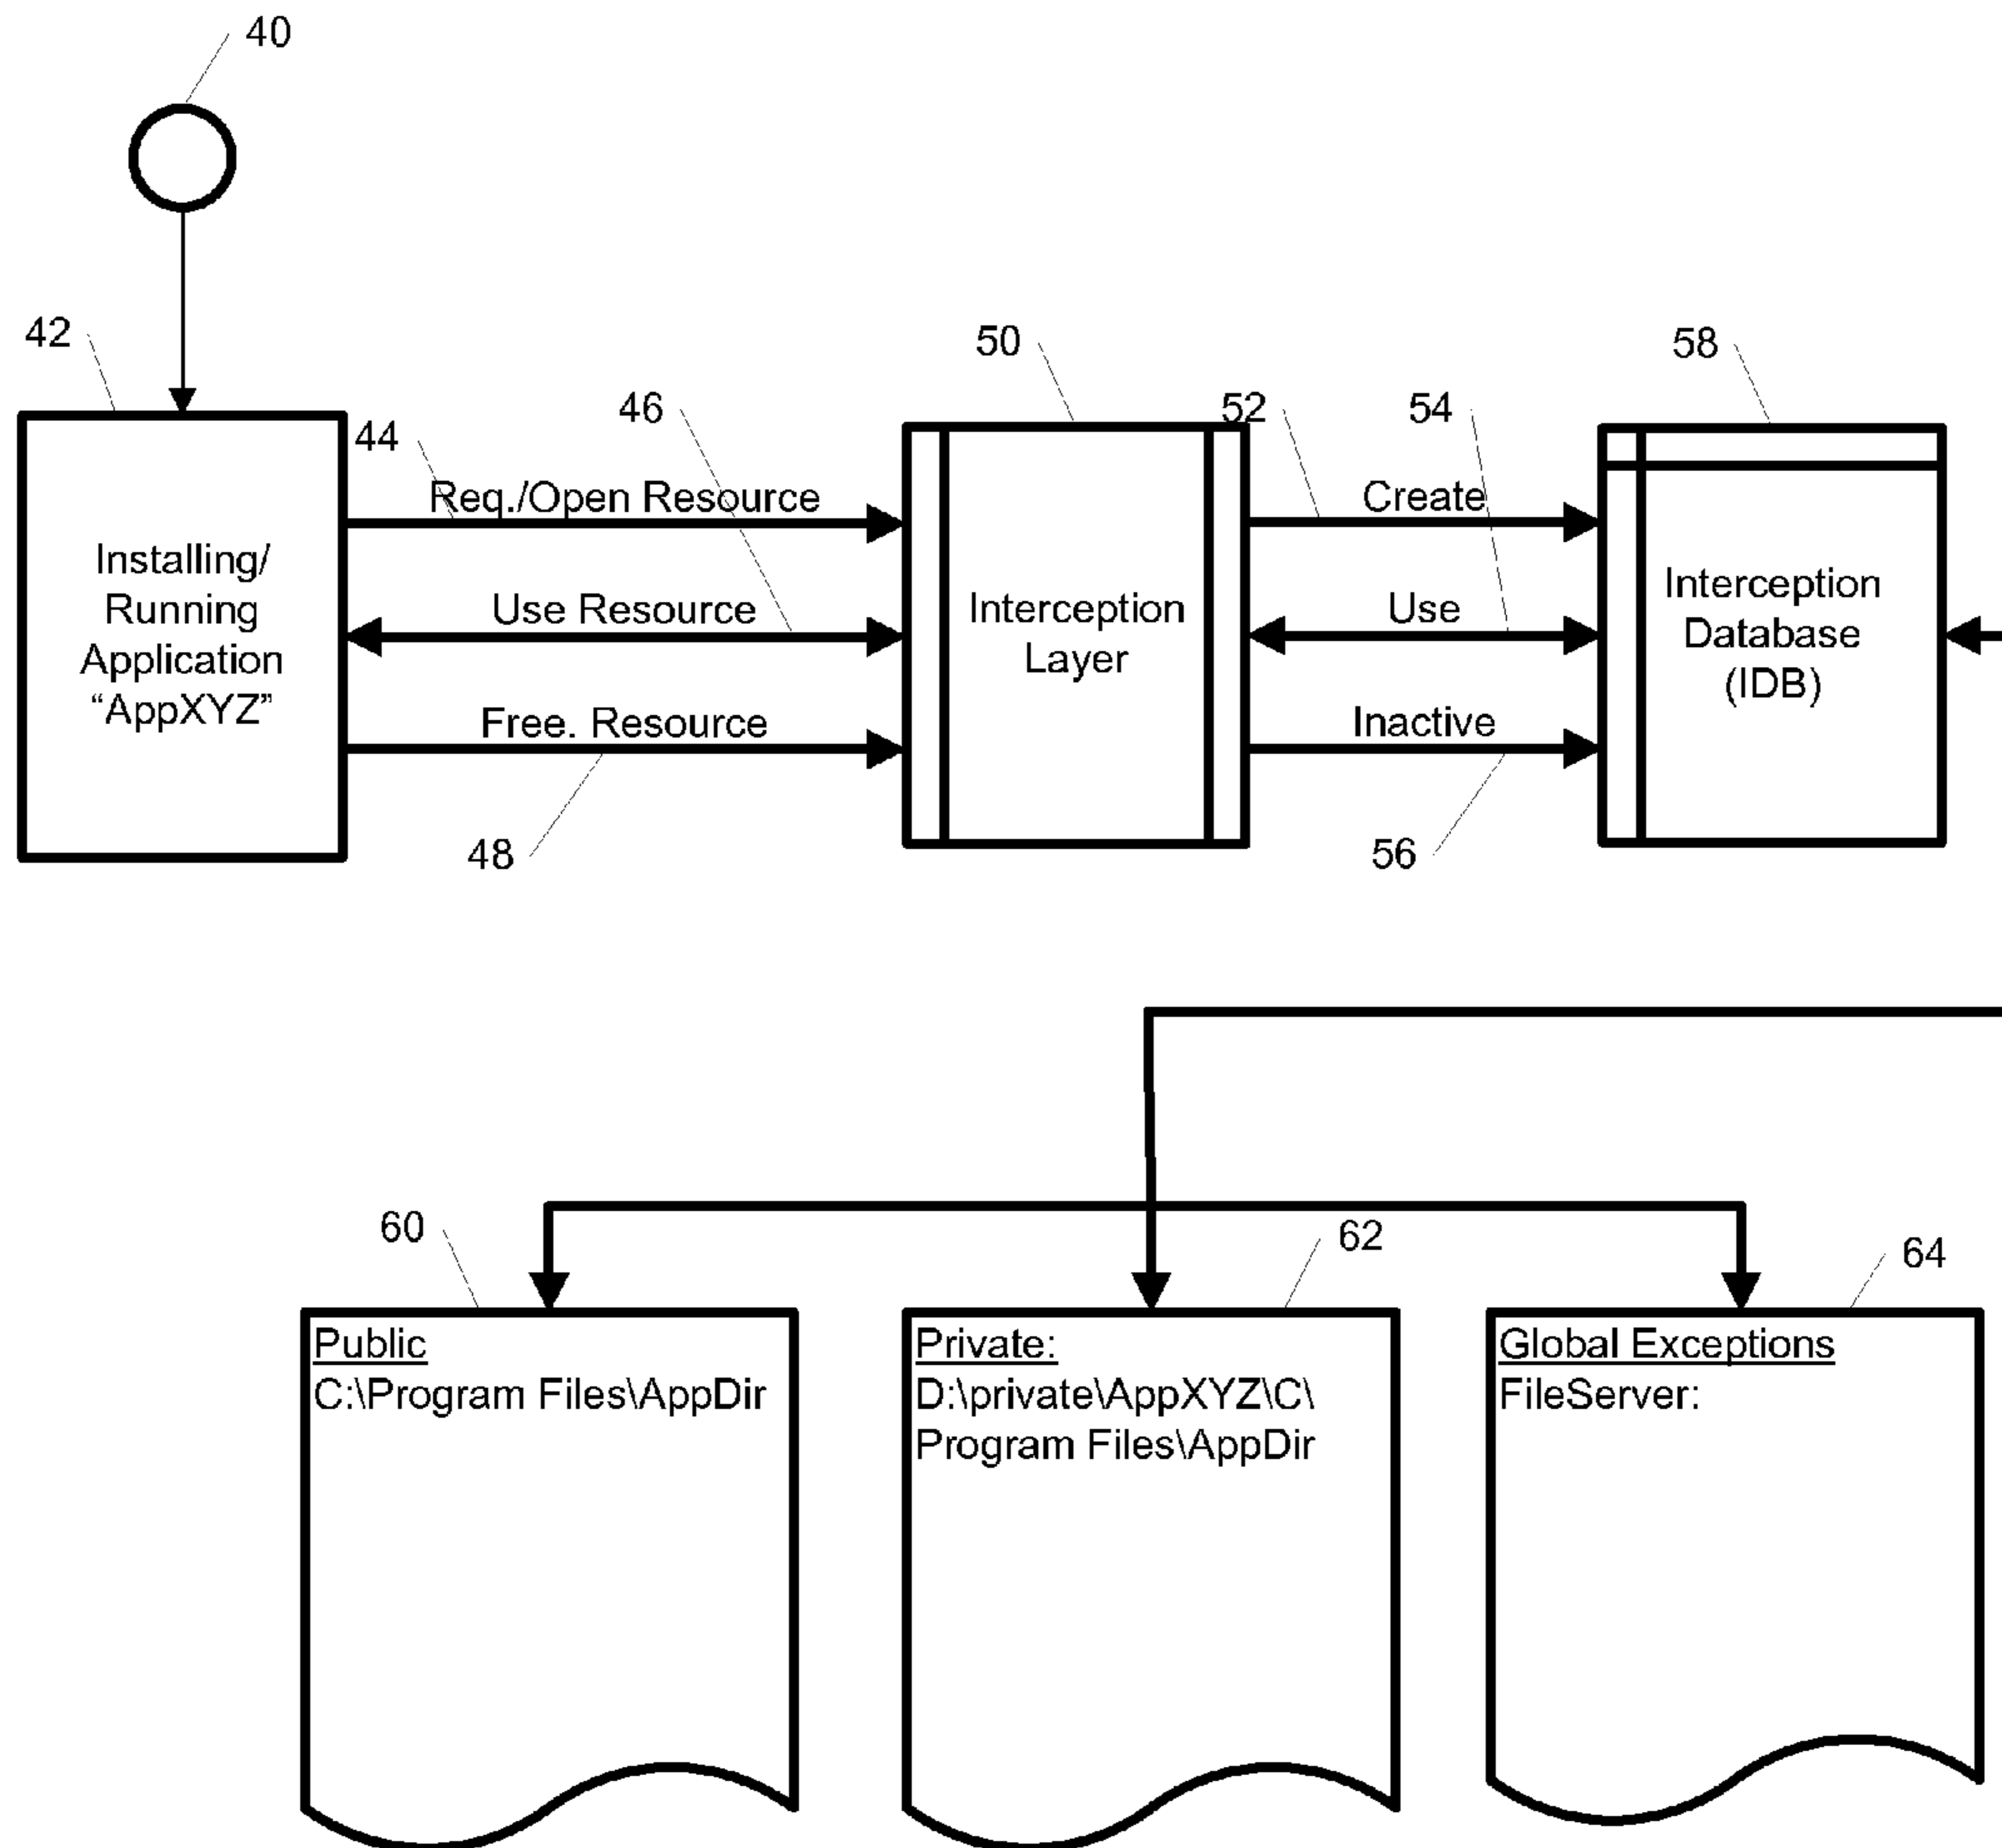 40
42
50
58
46
52
54
44
Req./Open Resource
Create
Installing/
Running
Application
“AppXYZ”
Use Resource
Interception
Layer
Use
Interception
Database
(IDB)
Free. Resource
Inactive
48
56
60
62
64
Public
C:\Program Files\AppDir
Private:
D:\private\AppXYZ\C\
Program Files\AppDir
Global Exceptions
FileServer: